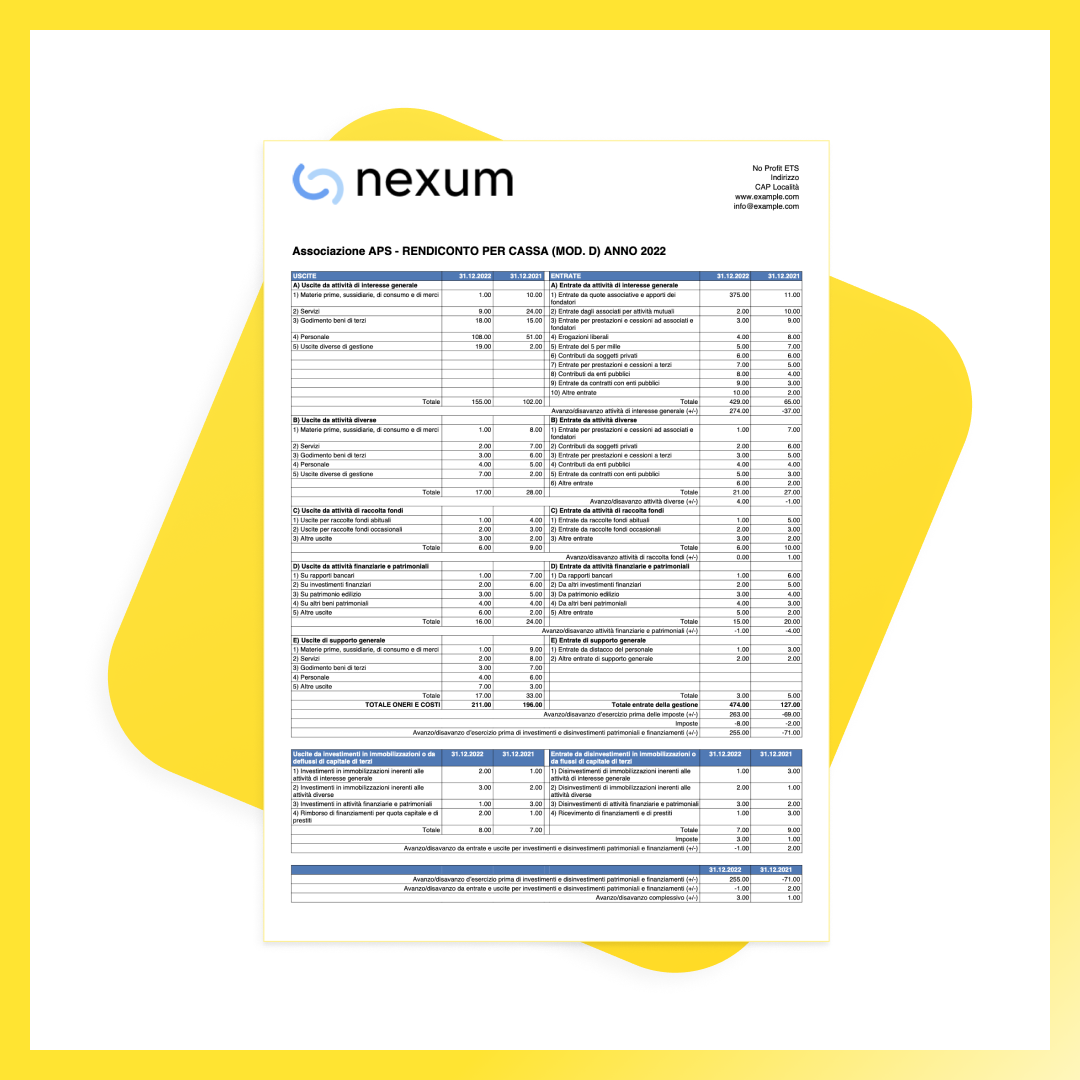 nexum
No Profit ETS
Indirizzo
CAP Località
www.example.com
info@example.com
Associazione APS - RENDICONTO PER CASSA (MOD. D) ANNO 2022
USCITE 31.12.2022 31.12.2021 ENTRATE 31.12.2022 31.12.2021
A) Uscite da attività di interesse generale A) Entrate da attività di interesse generale
1) Materie prime, sussidiarie, di consumo e di merci 1.00 10.00 1) Entrate da quote associative e apporti dei 375.00 11.00
fondatori
2) Servizi 9.00 24.00 2) Entrate dagli associati per attività mutuali 2.00 10.00
3) Godimento beni di terzi 18.00 15.00 3) Entrate per prestazioni e cessioni ad associati e 3.00 9.00
fondatori
4) Personale 108.00 51.00 4) Erogazioni liberali 4.00 8.00
5) Uscite diverse di gestione 19.00 2.00 5) Entrate del 5 per mille 5.00 7.00
6) Contributi da soggetti privati 6.00 6.00
7) Entrate per prestazioni e cessioni a terzi 7.00 5.00
8) Contributi da enti pubblici 8.00 4.00
9) Entrate da contratti con enti pubblici 9.00 3.00
10) Altre entrate 10.00 2.00
Totale 155.00 102.00 Totale 429.00 65.00
Avanzo/disavanzo attività di interesse generale (+/-) 274.00 -37.00
B) Uscite da attività diverse B) Entrate da attività diverse
1) Materie prime, sussidiarie, di consumo e di merci 1.00 8.00 1) Entrate per prestazioni e cessioni ad associati e 1.00 7.00
fondatori
2) Servizi 2.00 7.00 2) Contributi da soggetti privati 2.00 6.00
3) Godimento beni di terzi 3.00 6.00 3) Entrate per prestazioni e cessioni a terzi 3.00 5.00
4) Personale 4.00 5.00 4) Contributi da enti pubblici 4.00 4.00
5) Uscite diverse di gestione 7.00 2.00 5) Entrate da contratti con enti pubblici 5.00 3.00
6) Altre entrate 6.00 2.00
Totale 17.00 28.00 Totale 21.00 27.00
Avanzo/disavanzo attività diverse (+/-) 4.00 -1.00
C) Uscite da attività di raccolta fondi C) Entrate da attività di raccolta fondi
1) Uscite per raccolte fondi abituali 1.00 4.00 1) Entrate da raccolte fondi abituali 1.00 5.00
2) Uscite per raccolte fondi occasionali 2.00 3.00 2) Entrate da raccolte fondi occasionali 2.00 3.00
3) Altre uscite 3.00 2.00 3) Altre entrate 3.00 2.00
Totale 6.00 9.00 Totale 6.00 10.00
Avanzo/disavanzo attività di raccolta fondi (+/-) 0.00 1.00
D) Uscite da attività finanziarie e patrimoniali D) Entrate da attività finanziarie e patrimoniali
1) Su rapporti bancari 1.00 7.00 1) Da rapporti bancari 1.00 6.00
2) Su investimenti finanziari 2.00 6.00 2) Da altri investimenti finanziari 2.00 5.00
3) Su patrimonio edilizio 3.00 5.00 3) Da patrimonio edilizio 3.00 4.00
4) Su altri beni patrimoniali 4.00 4.00 4) Da altri beni patrimoniali 4.00 3.00
5) Altre uscite 6.00 2.00 5) Altre entrate 5.00 2.00
Totale 16.00 24.00 Totale 15.00 20.00
Avanzo/disavanzo attività finanziarie e patrimoniali (+/-) -1.00 -4.00
E) Uscite di supporto generale E) Entrate di supporto generale
1) Materie prime, sussidiarie, di consumo e di merci 1.00 9.00 1) Entrate da distacco del personale 1.00 3.00
2) Servizi 2.00 8.00 2) Altre entrate di supporto generale 2.00 2.00
3) Godimento beni di terzi 3.00 7.00
4) Personale 4.00 6.00
5) Altre uscite 7.00 3.00
Totale 17.00 33.00 Totale 3.00 5.00
TOTALE ONERI E COSTI 211.00 196.00 Totale entrate della gestione 474.00 127.00
Avanzo/disavanzo d'esercizio prima delle imposte (+/-) 263.00 -69.00
Imposte -8.00 -2.00
Avanzo/disavanzo d'esercizio prima di investimenti e disinvestimenti patrimoniali e finanziamenti (+/-) 255.00 -71.00
Uscite da investimenti in immobilizzazioni o da 31.12.2022 31.12.2021 Entrate da disinvestimenti in immobilizzazioni o 31.12.2022 31.12.2021
deflussi di capitale di terzi da flussi di capitale di terzi
1) Investimenti in immobilizzazioni inerenti alle 2.00 1.00 1) Disinvestimenti di immobilizzazioni inerenti alle 1.00 3.00
attività di interesse generale attività di interesse generale
2) Investimenti in immobilizzazioni inerenti alle 3.00 2.00 2) Disinvestimenti di immobilizzazioni inerenti alle 2.00 1.00
attività diverse attività diverse
3) Investimenti in attività finanziarie e patrimoniali 1.00 3.00 3) Disinvestimenti di attività finanziarie e patrimoniali 3.00 2.00
4) Rimborso di finanziamenti per quota capitale e di 2.00 1.00 4) Ricevimento di finanziamenti e di prestiti 1.00 3.00
prestiti
Totale 8.00 7.00 Totale 7.00 9.00
Imposte 3.00 1.00
Avanzo/disavanzo da entrate e uscite per investimenti e disinvestimenti patrimoniali e finanziamenti (+/-) -1.00 2.00
31.12.2022 31.12.2021
Avanzo/disavanzo d'esercizio prima di investimenti e disinvestimenti patrimoniali e finanziamenti (+/-) 255.00 -71.00
Avanzo/disavanzo da entrate e uscite per investimenti e disinvestimenti patrimoniali e finanziamenti (+/-) -1.00 2.00
Avanzo/disavanzo complessivo (+/-) 3.00 1.00